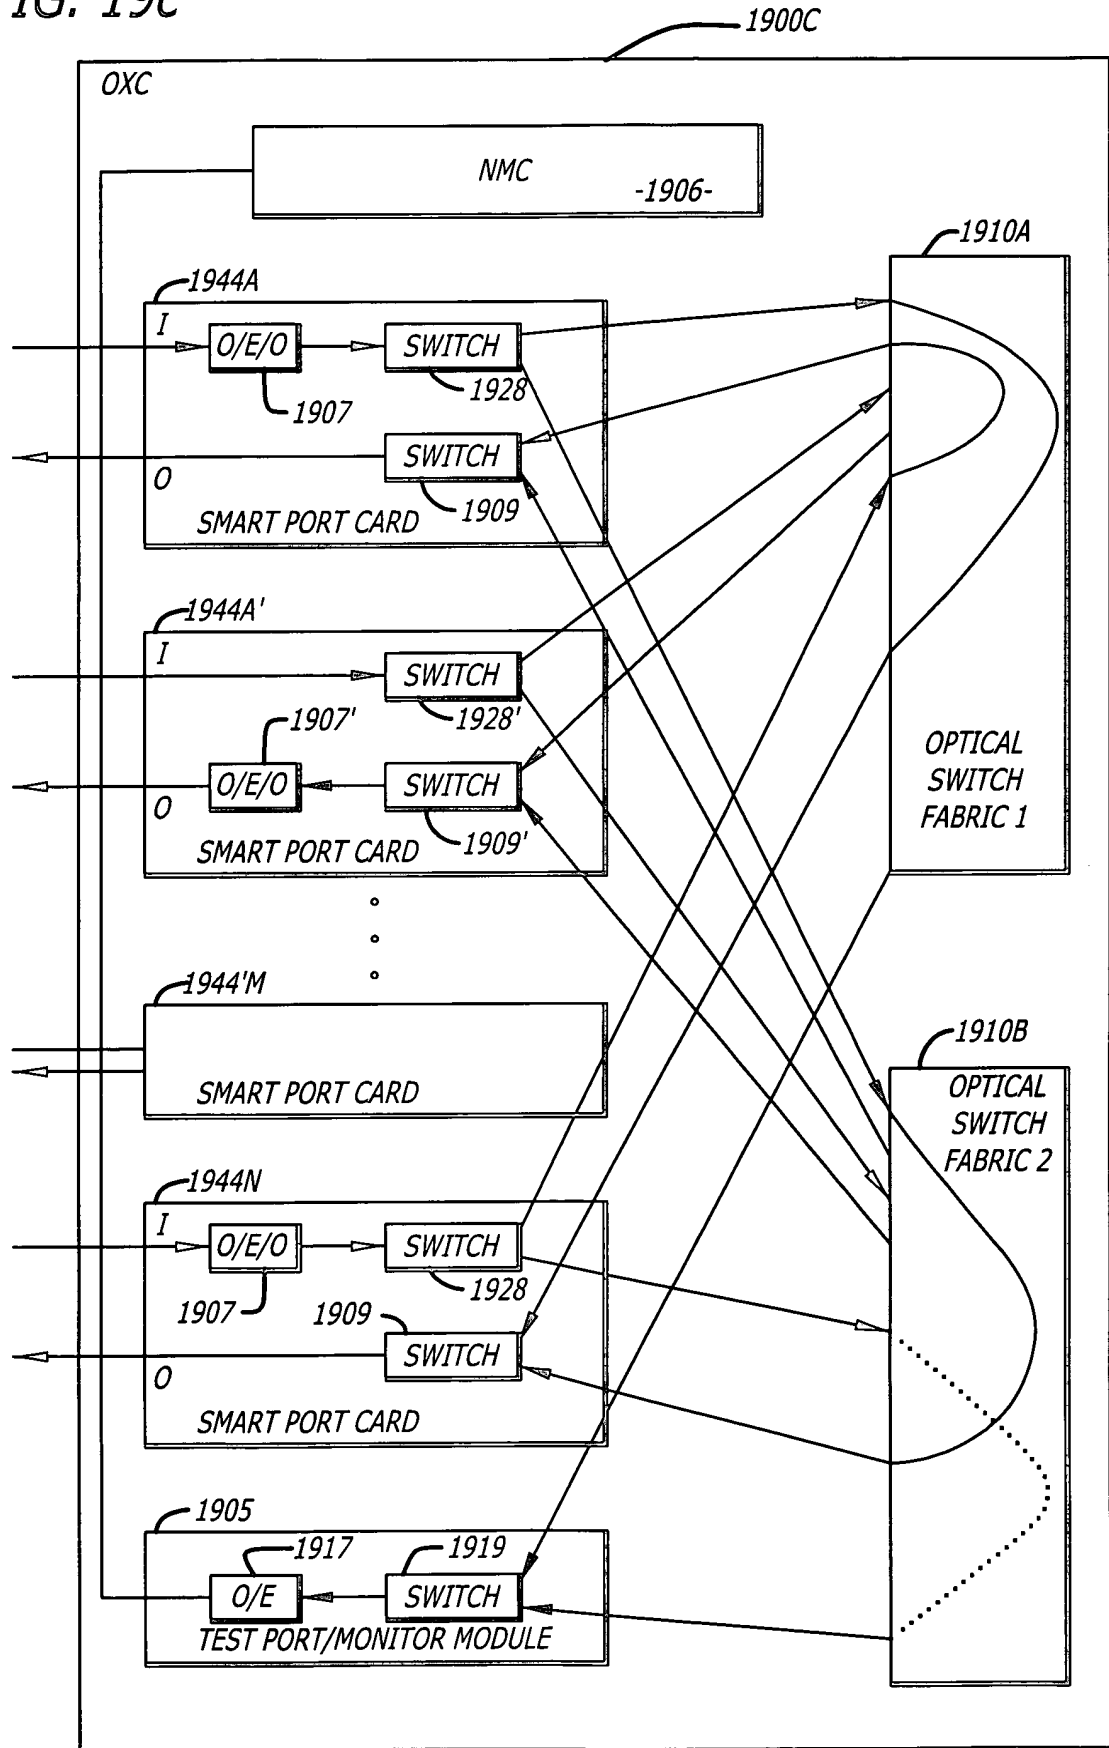 IG. 19c
1900C
OXC
NMC
-1906-
1910A
1944A
I
O/E/O
SWITCH
1907
1928
SWITCH
O
1909
SMART PORT CARD
1944A'
I
SWITCH
1907'
1928'
OPTICAL
SWITCH
FABRIC 1
O/E/O
SWITCH
O
1909'
SMART PORT CARD
1944'M
SMART PORT CARD
1910B
OPTICAL
SWITCH
FABRIC 2
1944N
I
O/E/O
SWITCH
1907
1909
1928
SWITCH
O
SMART PORT CARD
1905
1917
1919
O/E
SWITCH
TEST PORT/MONITOR MODULE